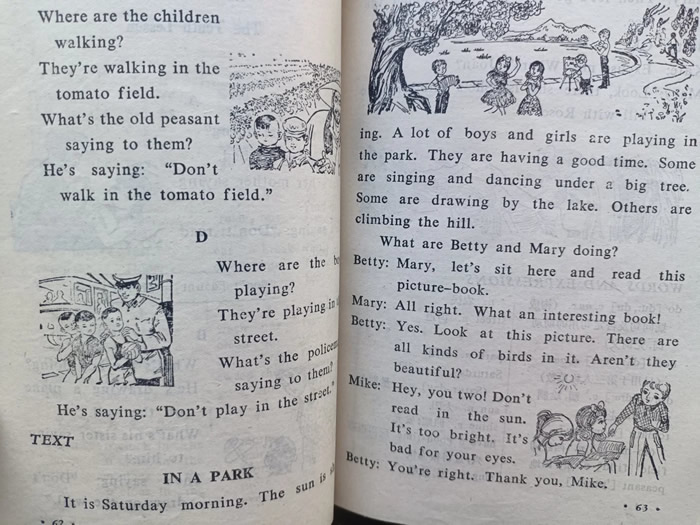 Where are the children
walking?
They're walking in the
tomato field.
What's the old peasant
saying to them?
He's saying: "Don't
walk in the tomato field."
D
Where are the
playing?
They're playing in
street.
What's the
saying to them?
He's saying: "Don't play in the street."
TEXT
IN A PARK
It is Saturday morning. The sun is
• 62 •
ing. A lot of boys and girls are playing in
the park. They are having a good time. Some
are singing and dancing under a big tree.
Some are drawing by the lake. Others are
climbing the hill.
What are Betty and Mary doing?
Betty: Mary, let's sit here and read this
picture-book.
Mary: All right. What an interesting book!
Betty: Yes. Look at this picture. There are
all kinds of birds in it. Aren't they
beautiful?
Mike: Hey, you two! Don't
read in the sun.
It's too bright. It's
bad for your eyes.
Betty: You're right. Thank you, Mike.
• 63 •